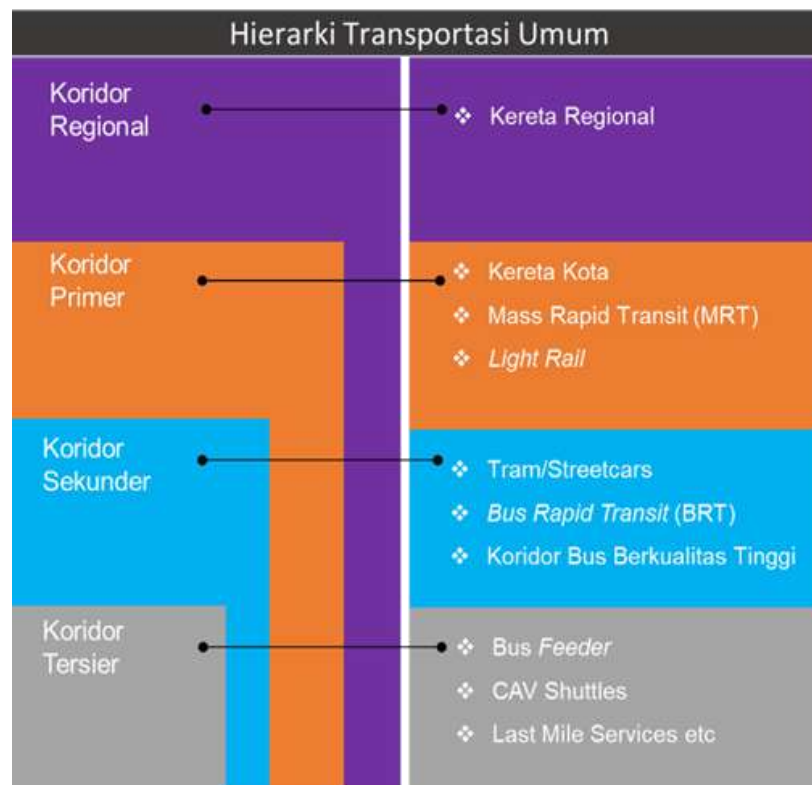 Hierarki Transportasi Umum
Koridor
Regional
❖ Kereta Regional
Koridor
Primer
❖ Kereta Kota
❖ Mass Rapid Transit (MRT)
❖ Light Rail
Koridor
Sekunder
❖ Tram/Streetcars
❖ Bus Rapid Transit (BRT)
❖ Koridor Bus Berkualitas Tinggi
Koridor
Tersier
❖ Bus Feeder
❖ CAV Shuttles
❖ Last Mile Services etc